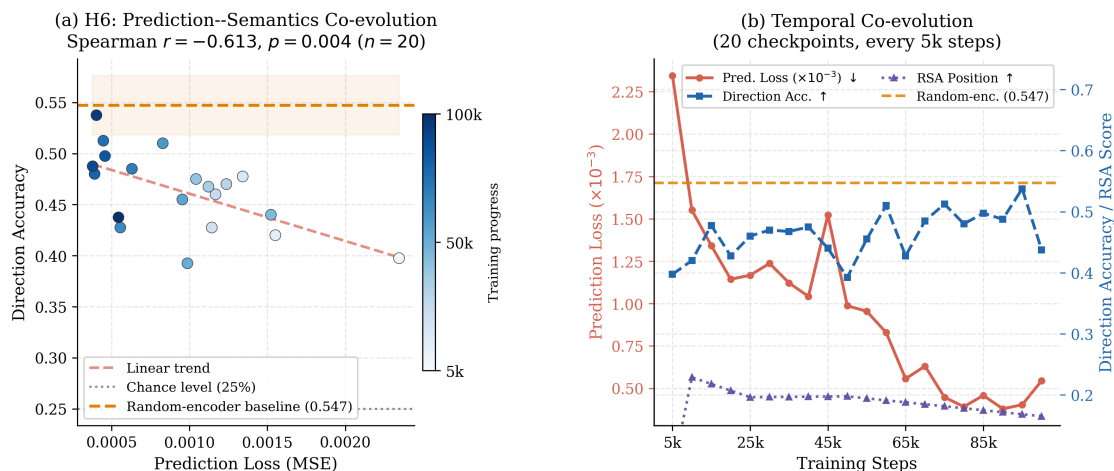 (a) H6: Prediction--Semantics Co-evolution
Spearman r = −0.613, p = 0.004 (n = 20)
Direction Accuracy
0.55
0.50
0.45
0.40
0.35
0.30
0.25
Linear trend
Chance level (25%)
Random-encoder baseline (0.547)
0.0005
0.0010
0.0015
0.0020
Prediction Loss (MSE)
100k
50k
5k
Training progress
(b) Temporal Co-evolution
(20 checkpoints, every 5k steps)
Pred. Loss (×10⁻³) ↓
Direction Acc. ↑
RSA Position ↑
Random-enc. (0.547)
Prediction Loss (×10⁻³)
2.25
2.00
1.75
1.50
1.25
1.00
0.75
0.50
0.7
0.6
0.5
0.4
0.3
0.2
Direction Accuracy / RSA Score
5k
25k
45k
65k
85k
Training Steps